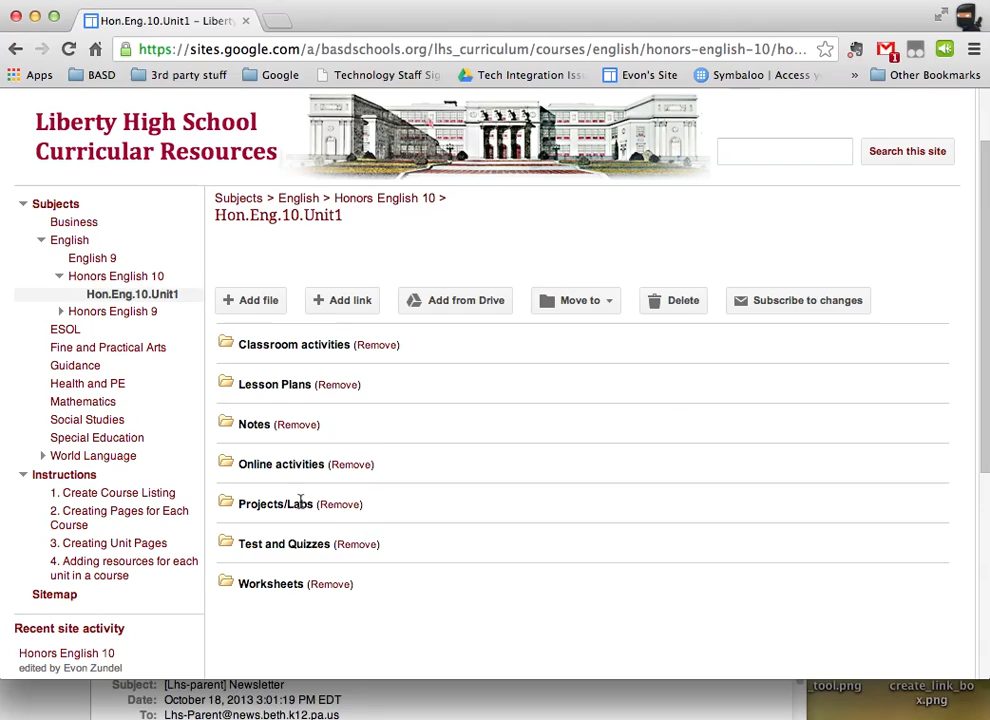 Hon.Eng.10.Unit1 - Liberty
https://sites.google.com/a/basdschools.org/lhs_curriculum/courses/english/honors-english-10/ho...
1
Apps BASD 3rd party stuff Google Technology Staff Sig Tech Integration Iss Evon's Site Symbaloo | Access y » Other Bookmarks
Liberty High School
Curricular Resources
Search this site
Subjects
Business
English
English 9
Honors English 10
Hon.Eng.10.Unit1
Honors English 9
ESOL
Fine and Practical Arts
Guidance
Health and PE
Mathematics
Social Studies
Special Education
World Language
Instructions
1. Create Course Listing
2. Creating Pages for Each
Course
3. Creating Unit Pages
4. Adding resources for each
unit in a course
Sitemap
Recent site activity
Honors English 10
edited by Evon Zundel
Subjects > English > Honors English 10 >
Hon.Eng.10.Unit1
+ Add file + Add link Add from Drive Move to Delete Subscribe to changes
Classroom activities (Remove)
Lesson Plans (Remove)
Notes (Remove)
Online activities (Remove)
Projects/Labs (Remove)
Test and Quizzes (Remove)
Worksheets (Remove)
Subject: [Lhs-parent] Newsletter
Date: October 18, 2013 3:01:19 PM EDT
To: Lhs-Parent@news.beth.k12.pa.us
_tool.png
create_link_bo
x.png